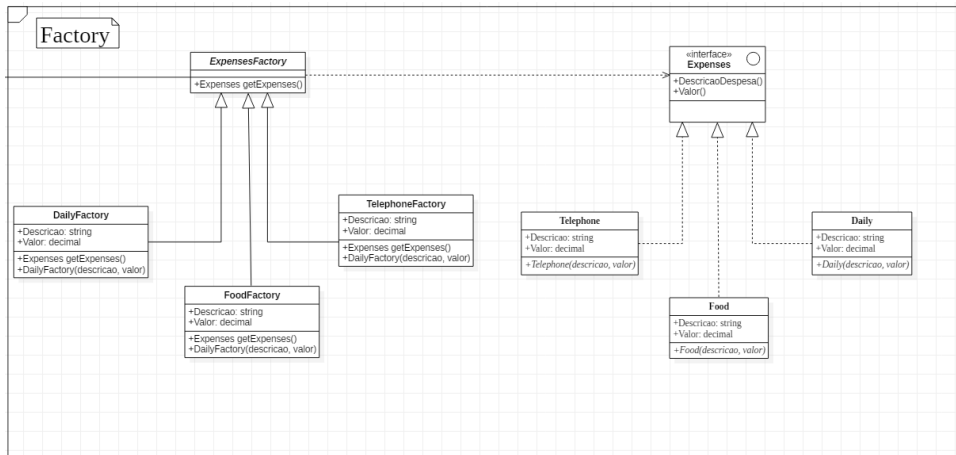 Factory
ExpensesFactory
+Expenses getExpenses()
«interface»
Expenses
+DescricaoDespesa()
+Valor()
DailyFactory
+Descricao: string
+Valor: decimal
+Expenses getExpenses()
+DailyFactory(descricao, valor)
FoodFactory
+Descricao: string
+Valor: decimal
+Expenses getExpenses()
+DailyFactory(descricao, valor)
TelephoneFactory
+Descricao: string
+Valor: decimal
+Expenses getExpenses()
+DailyFactory(descricao, valor)
Telephone
+Descricao: string
+Valor: decimal
+Telephone(descricao, valor)
Food
+Descricao: string
+Valor: decimal
+Food(descricao, valor)
Daily
+Descricao: string
+Valor: decimal
+Daily(descricao, valor)